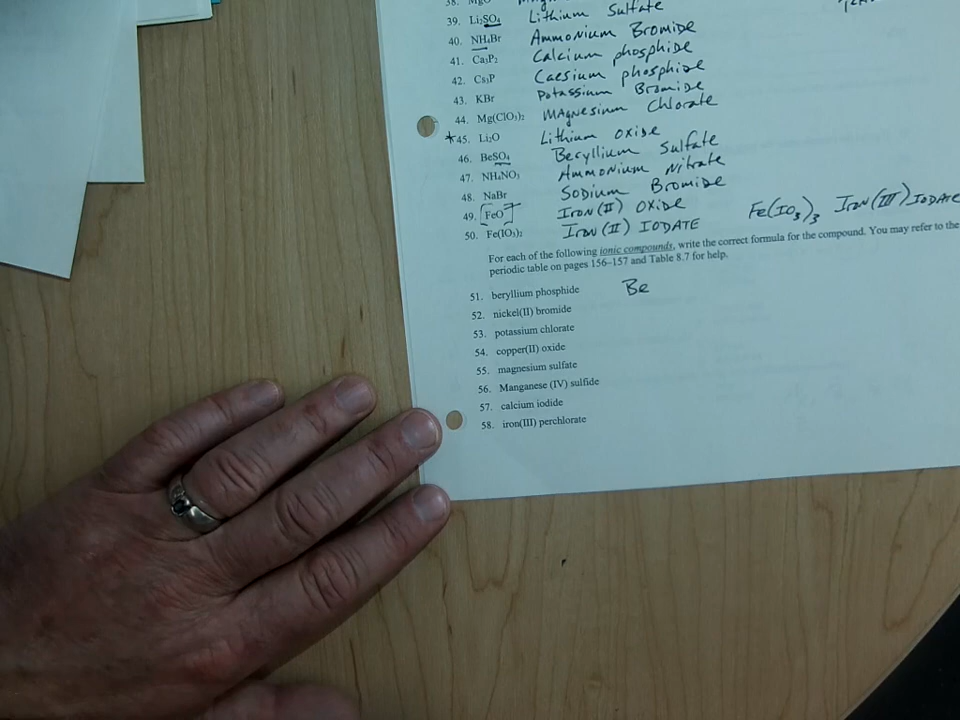 38. MgO
39. Li₂SO₄ Lithium Sulfate
40. NH₄Br Ammonium Bromide
41. Ca₃P₂ Calcium phosphide
42. Cs₃P Caesium phosphide
43. KBr Potassium Bromide
44. Mg(ClO₃)₂ Magnesium Chlorate
*45. Li₂O Lithium oxide
46. BeSO₄ Beryllium Sulfate
47. NH₄NO₃ Ammonium Nitrate
48. NaBr Sodium Bromide
49. FeO Iron (II) Oxide
50. Fe(IO₃)₂ Iron (II) IODATE Fe(IO₃)₃ Iron (III) IODATE
For each of the following ionic compounds, write the correct formula for the compound. You may refer to the
periodic table on pages 156–157 and Table 8.7 for help.
51. beryllium phosphide Be
52. nickel(II) bromide
53. potassium chlorate
54. copper(II) oxide
55. magnesium sulfate
56. Manganese (IV) sulfide
57. calcium iodide
58. iron(III) perchlorate